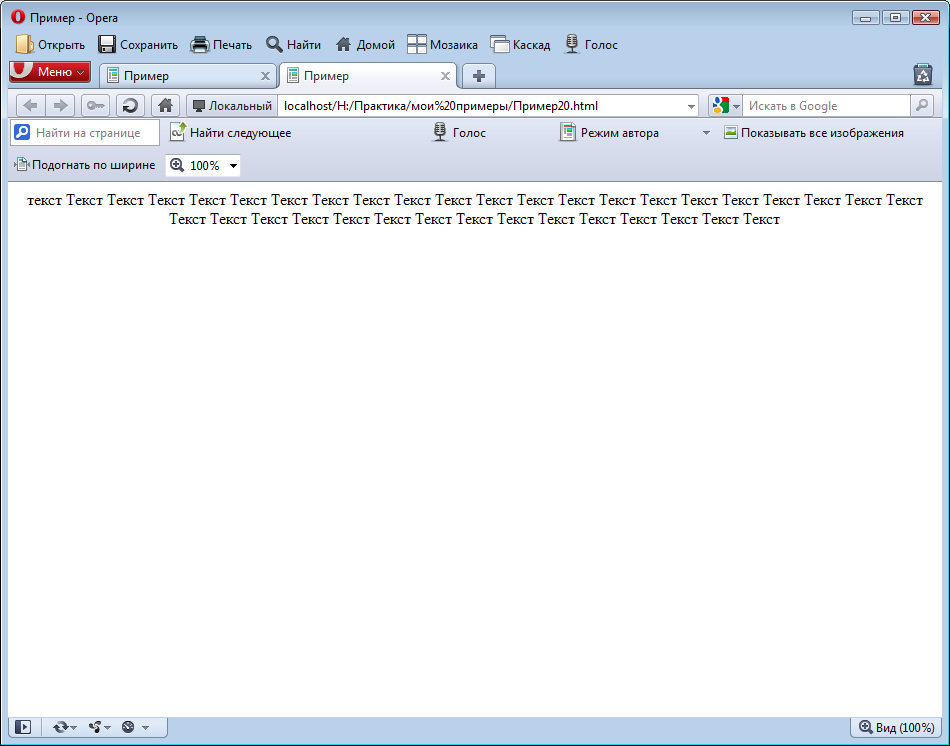 Пример - Opera
Открыть Сохранить Печать Найти Домой Мозаика Каскад Голос
Меню Пример Пример
Локальный localhost/H:/Практика/мои%20примеры/Пример20.html Искать в Google
Найти на странице Найти следующее Голос Режим автора Показывать все изображения
Подогнать по ширине 100%
текст Текст Текст Текст Текст Текст Текст Текст Текст Текст Текст Текст Текст Текст Текст Текст Текст Текст Текст Текст Текст Текст
Текст Текст Текст Текст Текст Текст Текст Текст Текст Текст Текст Текст Текст Текст Текст
Вид (100%)